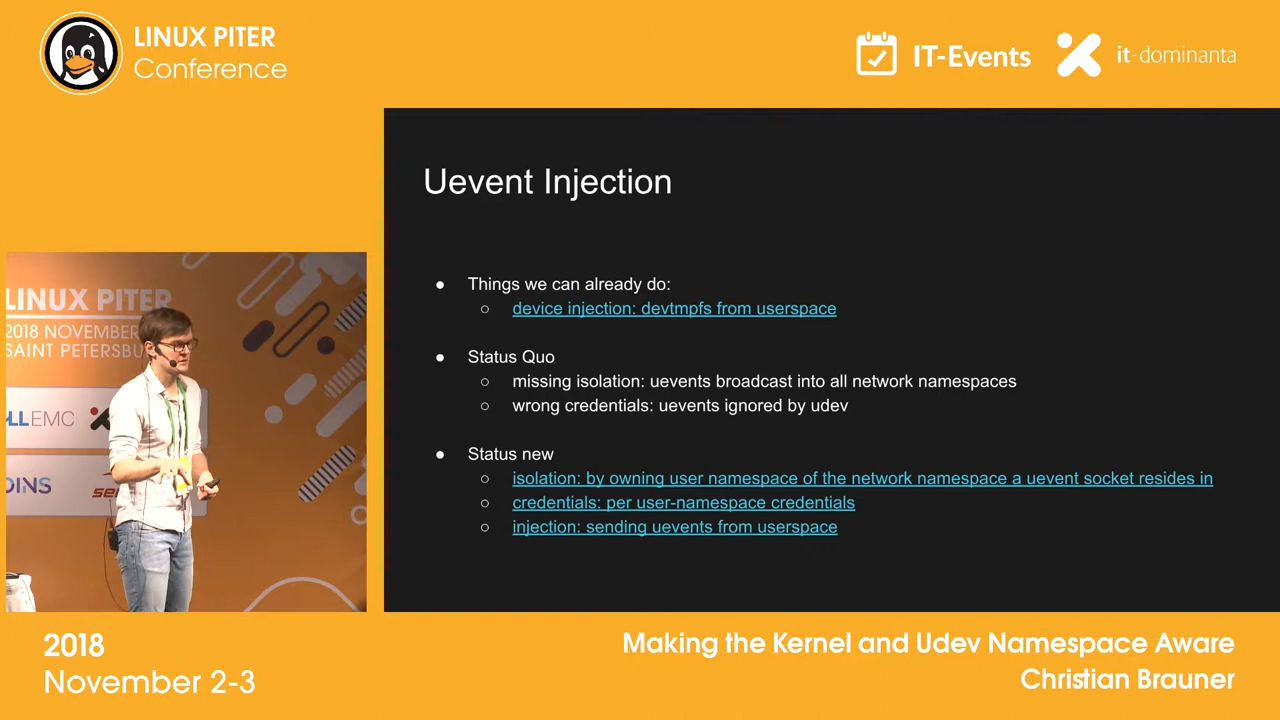 LINUX PITER
Conference
IT-Events
it-dominanta
Uevent Injection
● Things we can already do:
○ device injection: devtmpfs from userspace
● Status Quo
○ missing isolation: uevents broadcast into all network namespaces
○ wrong credentials: uevents ignored by udev
● Status new
○ isolation: by owning user namespace of the network namespace a uevent socket resides in
○ credentials: per user-namespace credentials
○ injection: sending uevents from userspace
LINUX PITER
2018 NOVEMBER
SAINT PETERSBU
LLEMC
OINS
2018
November 2-3
Making the Kernel and Udev Namespace Aware
Christian Brauner